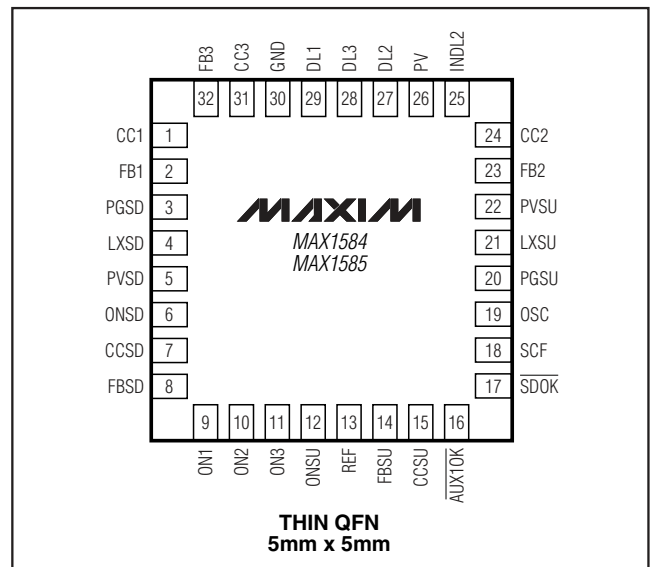 FB3
CC3
GND
DL1
DL3
DL2
PV
INDL2
32 31 30 29 28 27 26 25
CC1 1
FB1 2
PGSD 3
LXSD 4
PVSD 5
ONSD 6
CCSD 7
FBSD 8
MAXIM
MAX1584
MAX1585
24 CC2
23 FB2
22 PVSU
21 LXSU
20 PGSU
19 OSC
18 SCF
17 SDOK
9 10 11 12 13 14 15 16
ON1
ON2
ON3
ONSU
REF
FBSU
CCSU
AUX1OK
THIN QFN
5mm x 5mm